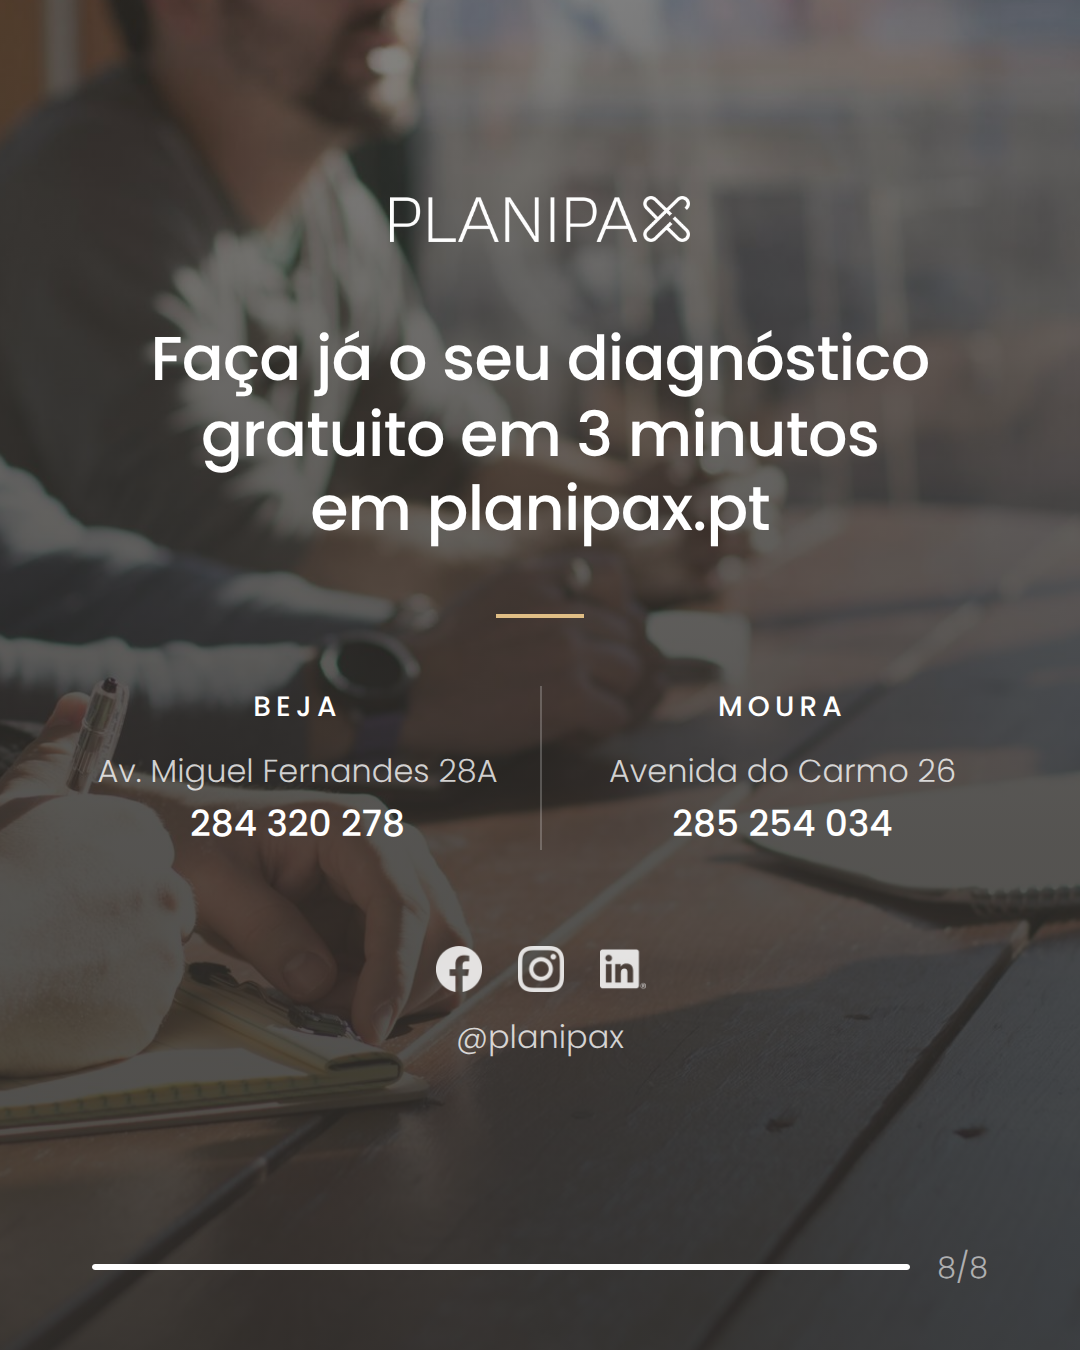 PLANIPAX
Faça já o seu diagnóstico
gratuito em 3 minutos
em planipax.pt
BEJA
Av. Miguel Fernandes 28A
284 320 278
MOURA
Avenida do Carmo 26
285 254 034
in
@planipax
8/8